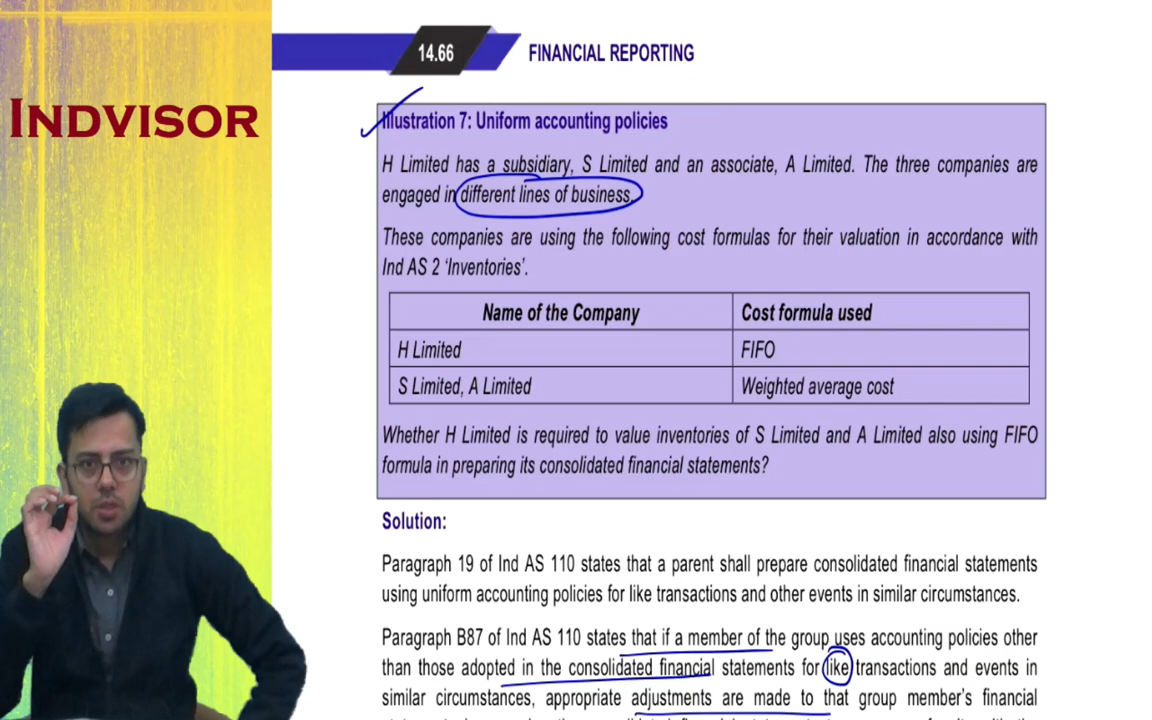 INDVISOR
14.66
FINANCIAL REPORTING
Illustration 7: Uniform accounting policies
H Limited has a subsidiary, S Limited and an associate, A Limited. The three companies are
engaged in different lines of business.
These companies are using the following cost formulas for their valuation in accordance with
Ind AS 2 ‘Inventories’.
Name of the Company
Cost formula used
H Limited
FIFO
S Limited, A Limited
Weighted average cost
Whether H Limited is required to value inventories of S Limited and A Limited also using FIFO
formula in preparing its consolidated financial statements?
Solution:
Paragraph 19 of Ind AS 110 states that a parent shall prepare consolidated financial statements
using uniform accounting policies for like transactions and other events in similar circumstances.
Paragraph B87 of Ind AS 110 states that if a member of the group uses accounting policies other
than those adopted in the consolidated financial statements for like transactions and events in
similar circumstances, appropriate adjustments are made to that group member’s financial